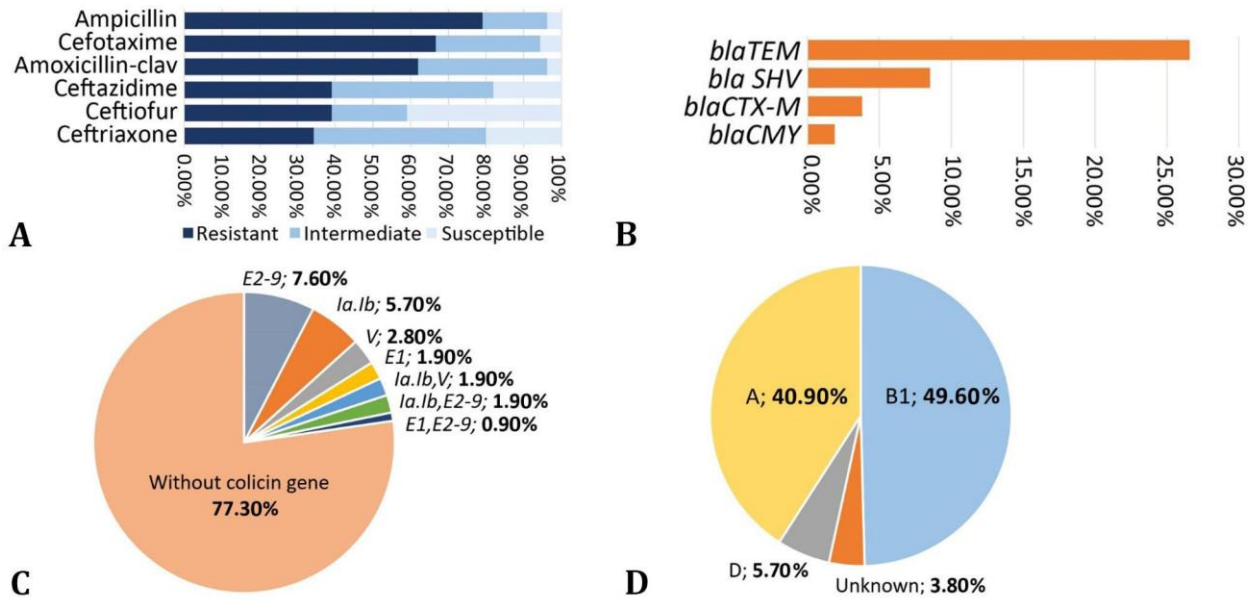 Ampicillin
Cefotaxime
Amoxicillin-clav
Ceftazidime
Ceftiofur
Ceftriaxone
0.00%
10.00%
20.00%
30.00%
40.00%
50.00%
60.00%
70.00%
80.00%
90.00%
100%
Resistant Intermediate Susceptible
A
blaTEM
bla SHV
blaCTX-M
blaCMY
0.00%
5.00%
10.00%
15.00%
20.00%
25.00%
30.00%
B
E2-9; 7.60%
Ia.Ib; 5.70%
V; 2.80%
E1; 1.90%
Ia.Ib,V; 1.90%
Ia.Ib,E2-9; 1.90%
E1,E2-9; 0.90%
Without colicin gene
77.30%
C
A; 40.90%
B1; 49.60%
D; 5.70%
Unknown; 3.80%
D